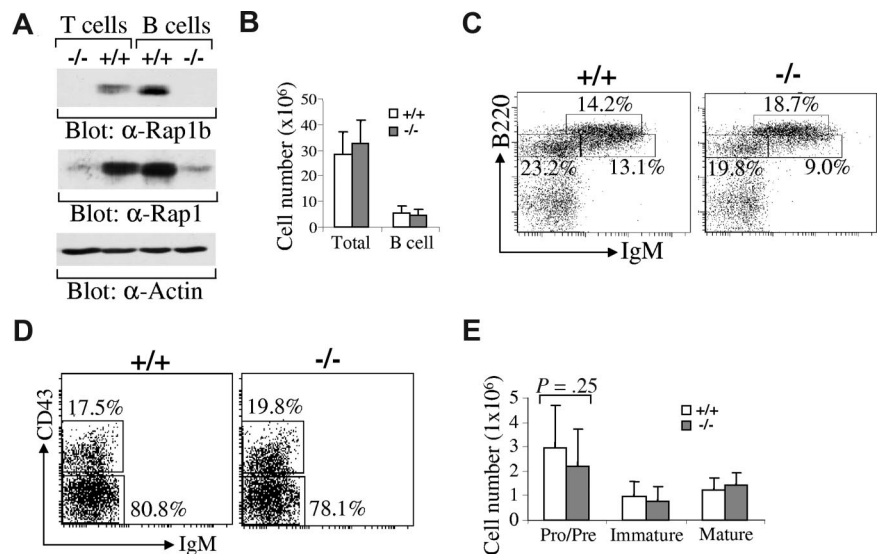 A
T cells B cells
-/- +/+ +/+ -/-
Blot: α-Rap1b
Blot: α-Rap1
Blot: α-Actin
B
Cell number (x10⁶)
50
40
30
20
10
0
+/+
-/-
Total B cell
C
+/+ -/-
B220
14.2%
23.2% 13.1%
18.7%
19.8% 9.0%
IgM
D
+/+ -/-
CD43
17.5%
80.8%
19.8%
78.1%
IgM
E
Cell number (1x10⁶)
5
4
3
2
1
0
P = .25
+/+
-/-
Pro/Pre Immature Mature